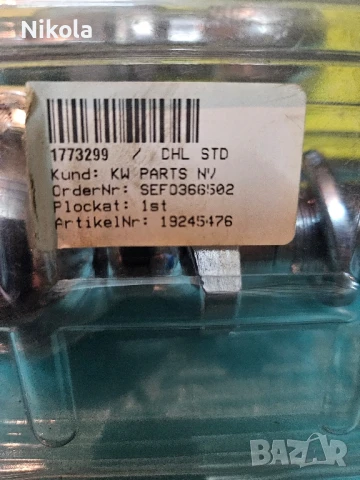 Nikola
1773299 / DHL STD
Kund: KW PARTS NV
OrderNr: SEF0366502
Plockat: 1st
ArtikelNr: 19245476
BAZAR